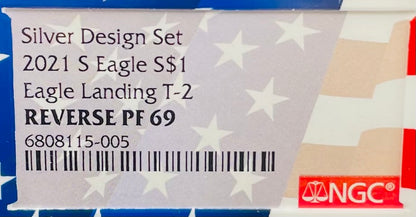 Silver Design Set
2021 S Eagle S$1
Eagle Landing T-2
REVERSE PF 69
6808115-005
NGC®